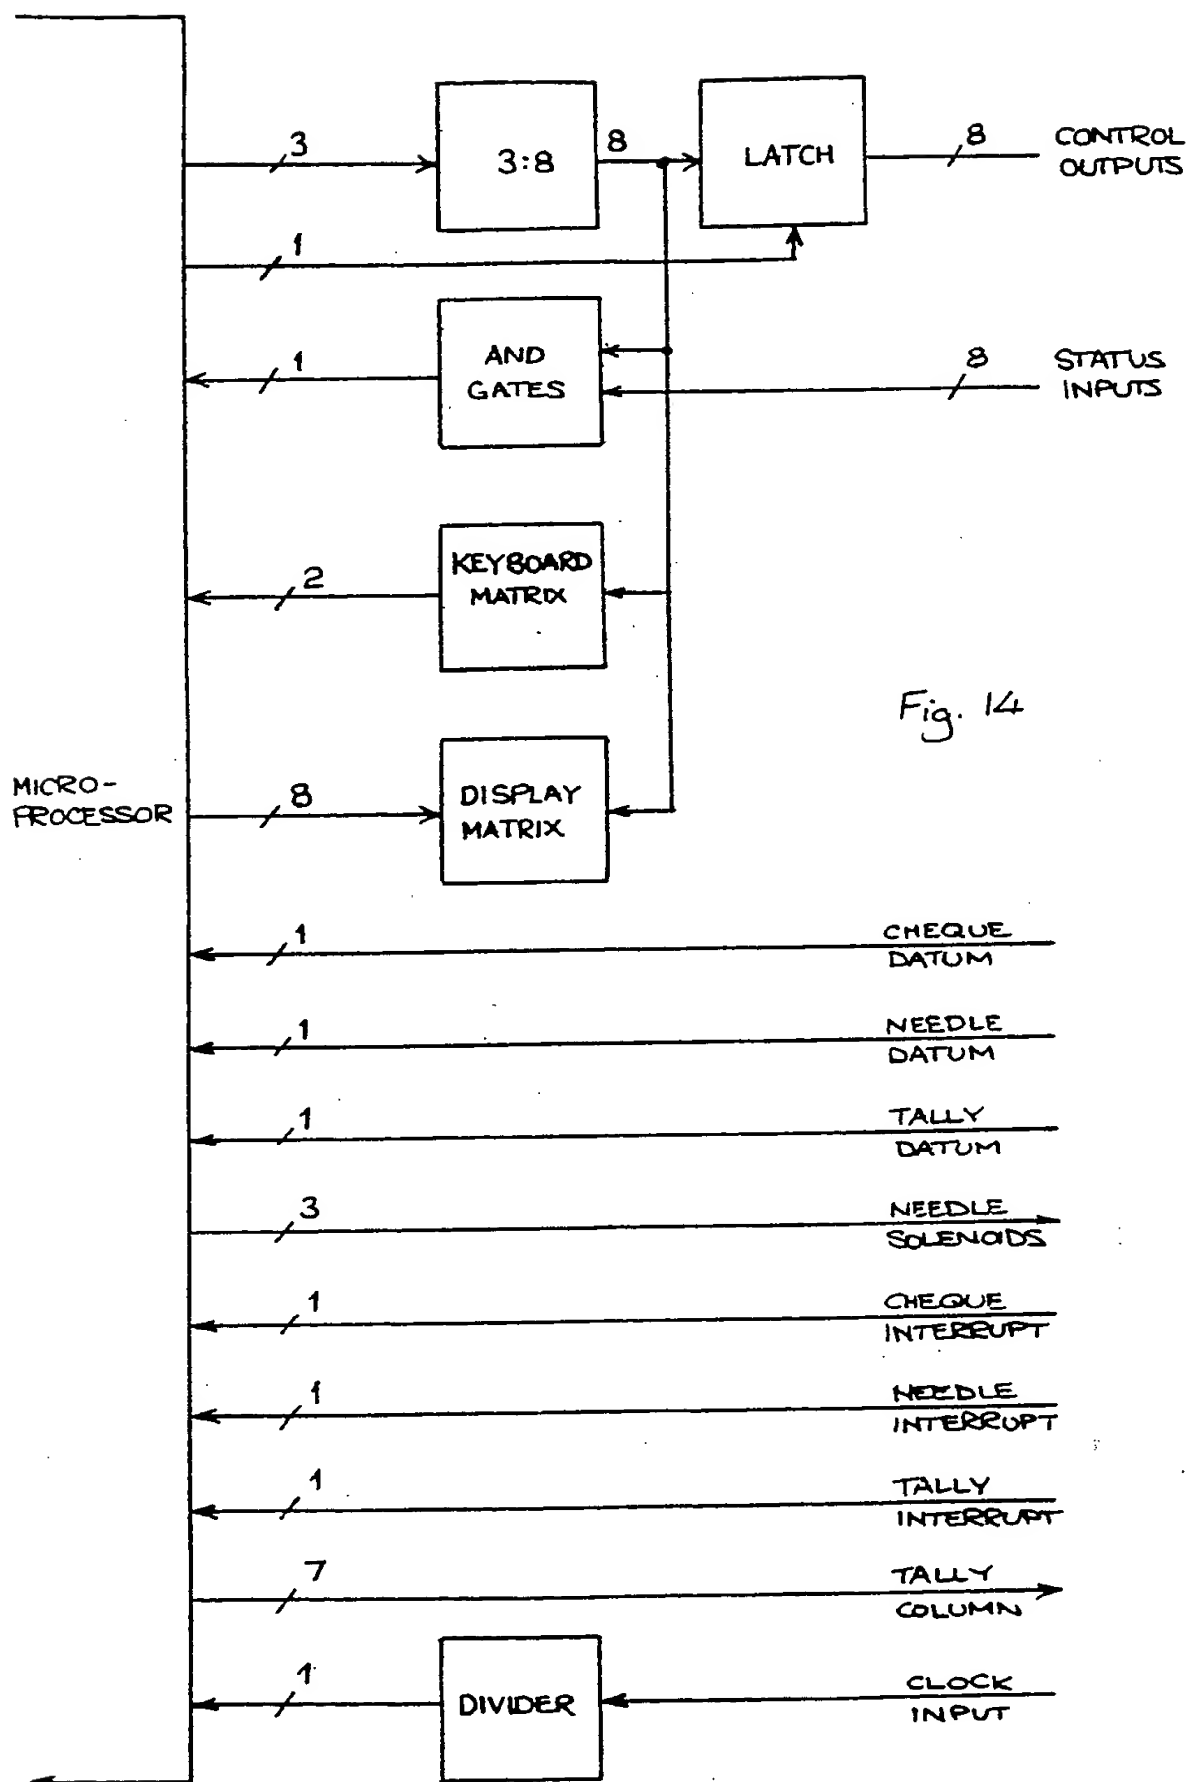 3
3:8
8
LATCH
8
CONTROL
OUTPUTS
1
1
AND
GATES
8
STATUS
INPUTS
2
KEYBOARD
MATRIX
Fig. 14
MICRO-
PROCESSOR
8
DISPLAY
MATRIX
1
CHEQUE
DATUM
1
NEEDLE
DATUM
1
TALLY
DATUM
3
NEEDLE
SOLENOIDS
1
CHEQUE
INTERRUPT
1
NEEDLE
INTERRUPT
1
TALLY
INTERRUPT
7
TALLY
COLUMN
1
DIVIDER
CLOCK
INPUT